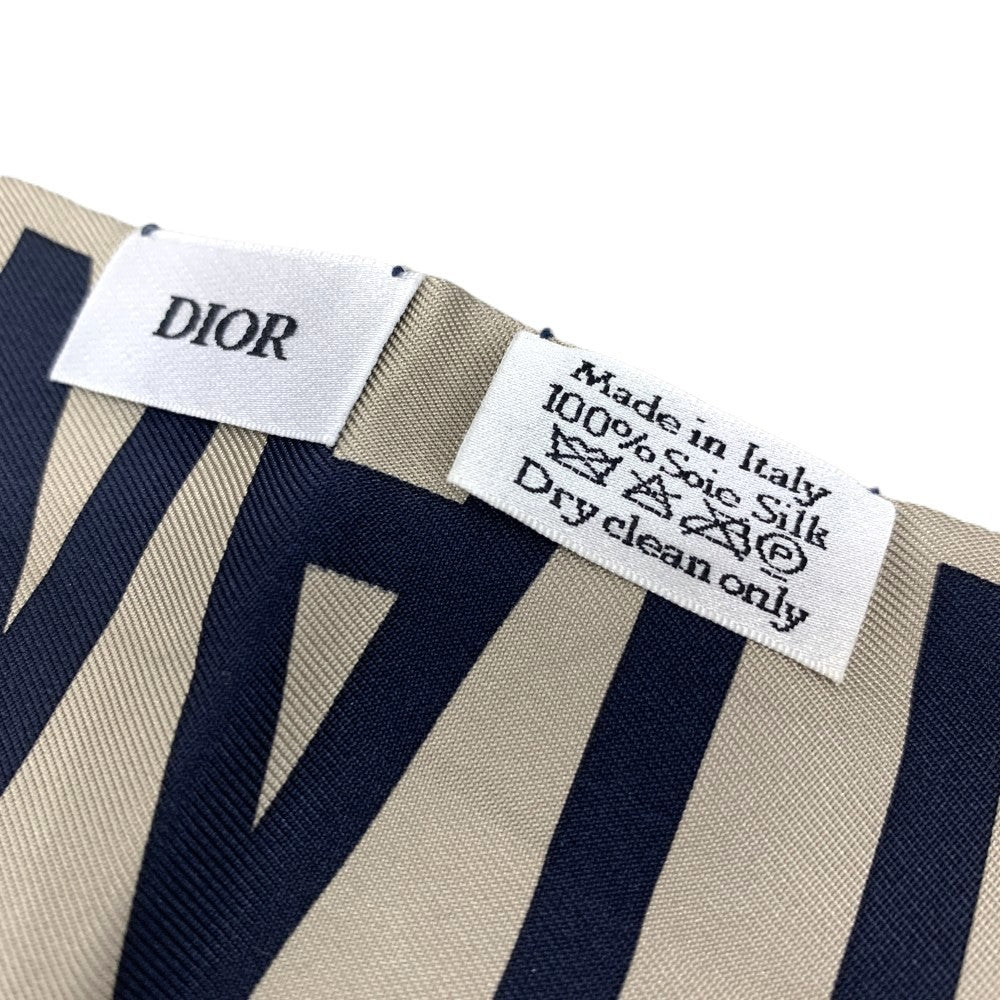 DIOR
Made in Italy
100% Soie Silk
P
Dry clean only